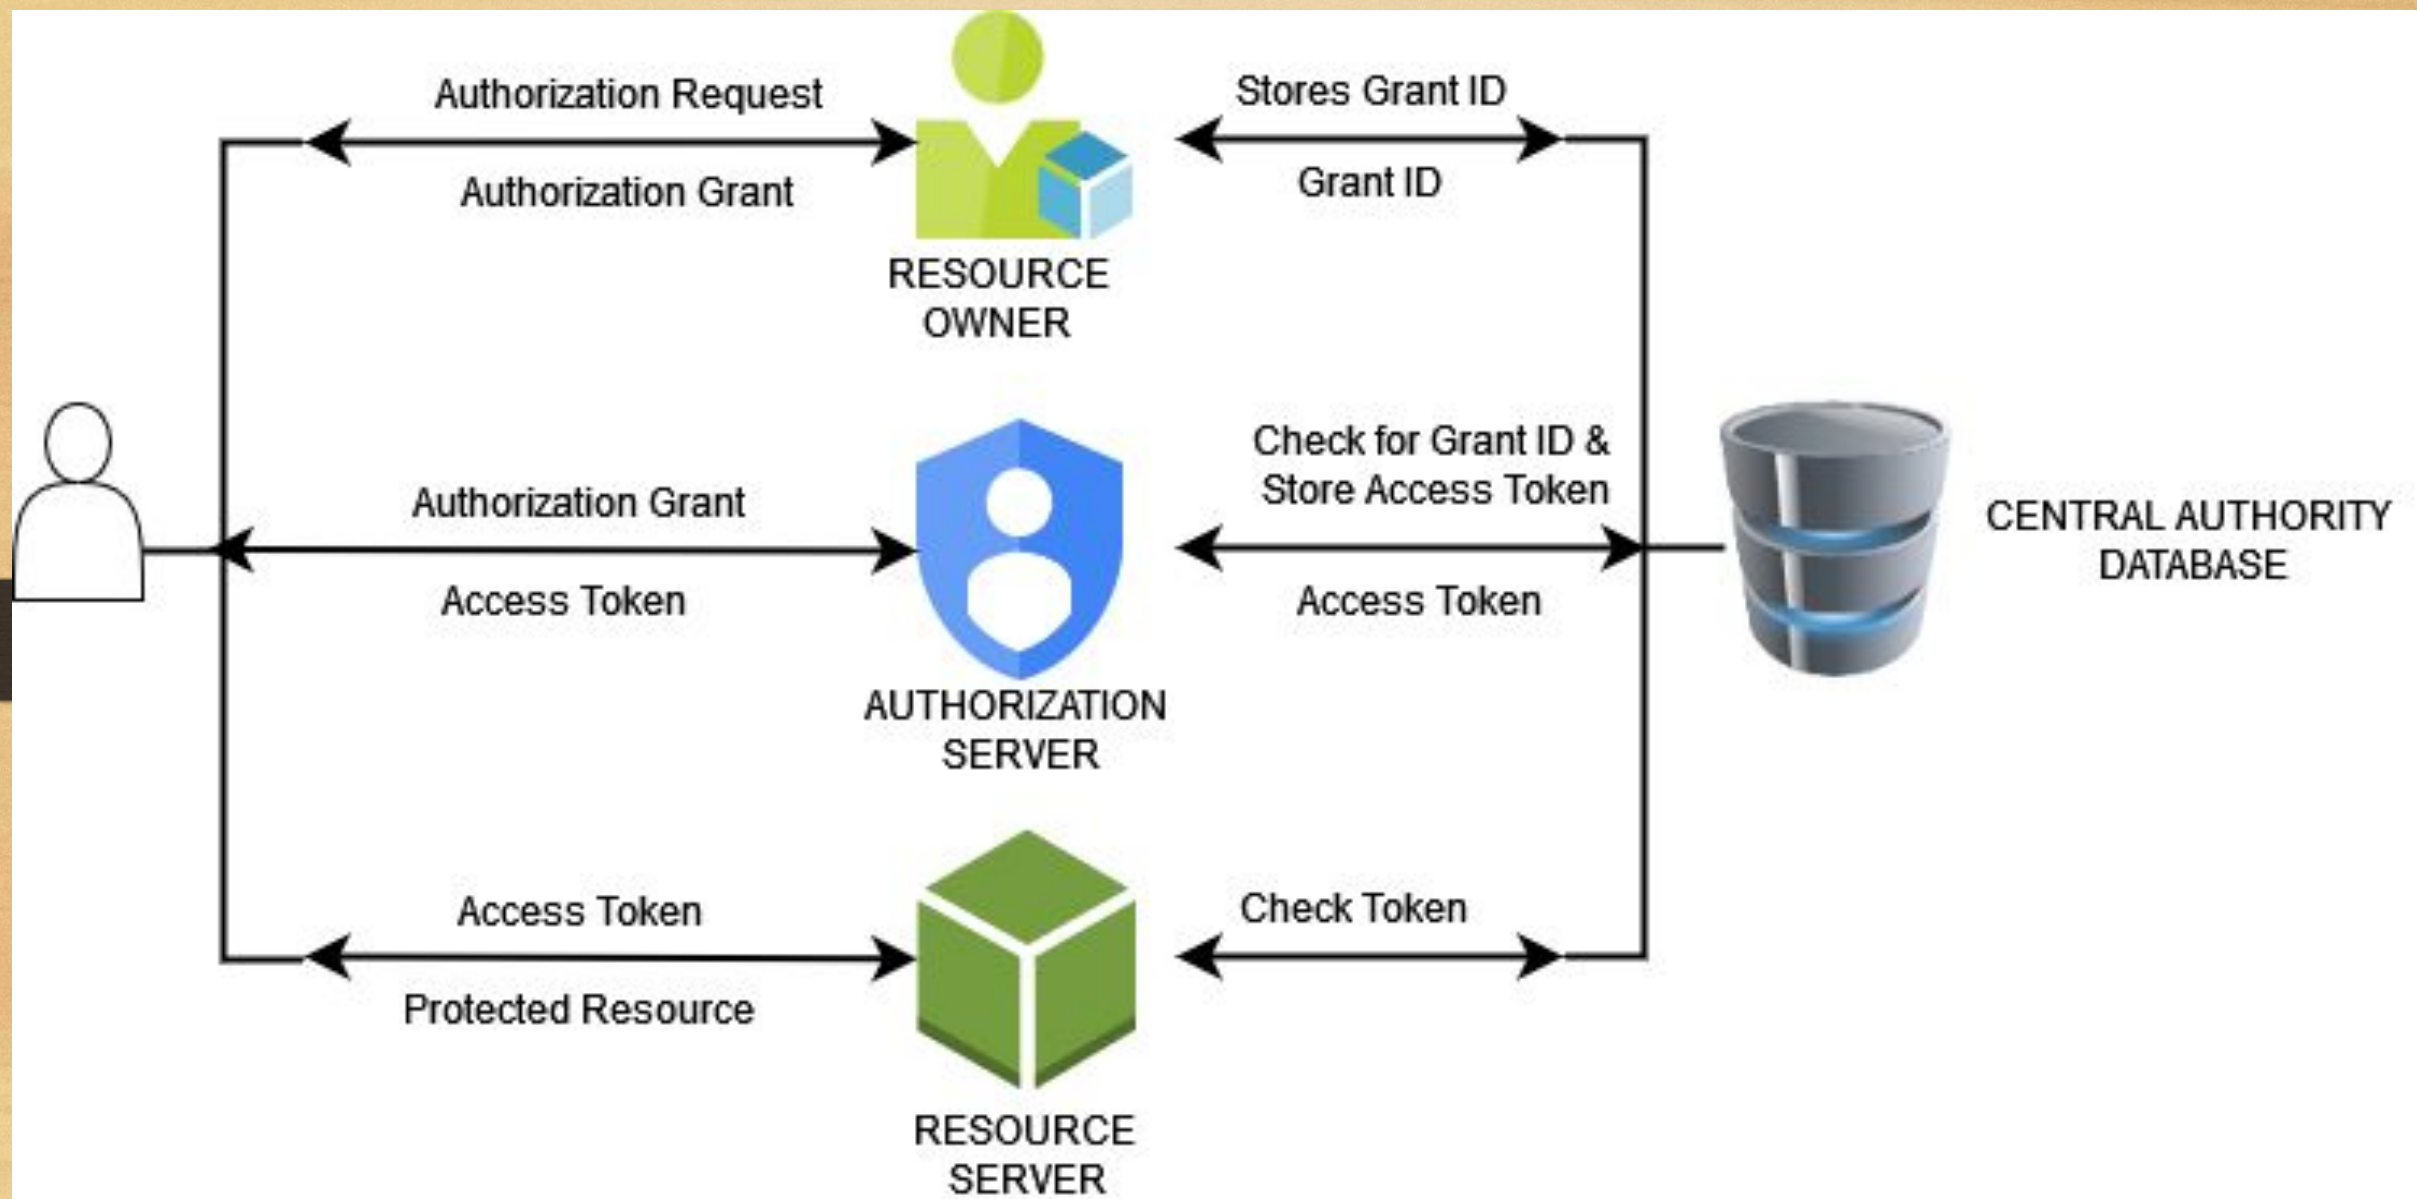 Authorization Request
Authorization Grant
Stores Grant ID
Grant ID
RESOURCE
OWNER
Authorization Grant
Access Token
Check for Grant ID &
Store Access Token
Access Token
AUTHORIZATION
SERVER
CENTRAL AUTHORITY
DATABASE
Access Token
Protected Resource
Check Token
RESOURCE
SERVER